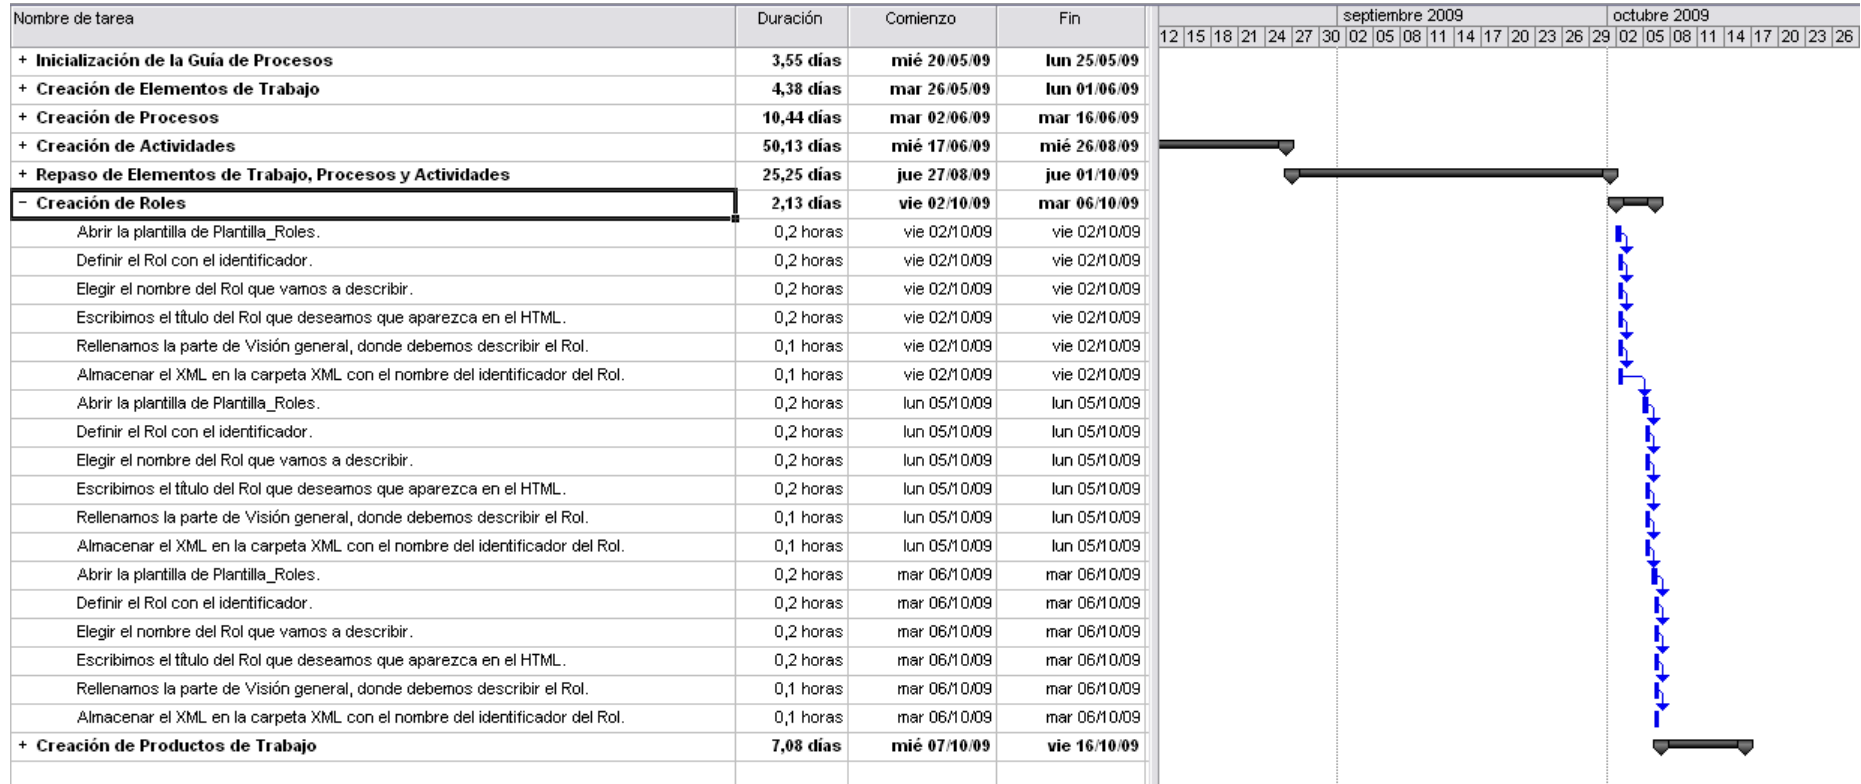 Nombre de tarea Duración Comienzo Fin septiembre 2009 octubre 2009
12 15 18 21 24 27 30 02 05 08 11 14 17 20 23 26 29 02 05 08 11 14 17 20 23 26
+ Inicialización de la Guía de Procesos 3,55 días mié 20/05/09 lun 25/05/09
+ Creación de Elementos de Trabajo 4,38 días mar 26/05/09 lun 01/06/09
+ Creación de Procesos 10,44 días mar 02/06/09 mar 16/06/09
+ Creación de Actividades 50,13 días mié 17/06/09 mié 26/08/09
+ Repaso de Elementos de Trabajo, Procesos y Actividades 25,25 días jue 27/08/09 jue 01/10/09
- Creación de Roles 2,13 días vie 02/10/09 mar 06/10/09
Abrir la plantilla de Plantilla_Roles. 0,2 horas vie 02/10/09 vie 02/10/09
Definir el Rol con el identificador. 0,2 horas vie 02/10/09 vie 02/10/09
Elegir el nombre del Rol que vamos a describir. 0,2 horas vie 02/10/09 vie 02/10/09
Escribimos el título del Rol que deseamos que aparezca en el HTML. 0,2 horas vie 02/10/09 vie 02/10/09
Rellenamos la parte de Visión general, donde debemos describir el Rol. 0,1 horas vie 02/10/09 vie 02/10/09
Almacenar el XML en la carpeta XML con el nombre del identificador del Rol. 0,1 horas vie 02/10/09 vie 02/10/09
Abrir la plantilla de Plantilla_Roles. 0,2 horas lun 05/10/09 lun 05/10/09
Definir el Rol con el identificador. 0,2 horas lun 05/10/09 lun 05/10/09
Elegir el nombre del Rol que vamos a describir. 0,2 horas lun 05/10/09 lun 05/10/09
Escribimos el título del Rol que deseamos que aparezca en el HTML. 0,2 horas lun 05/10/09 lun 05/10/09
Rellenamos la parte de Visión general, donde debemos describir el Rol. 0,1 horas lun 05/10/09 lun 05/10/09
Almacenar el XML en la carpeta XML con el nombre del identificador del Rol. 0,1 horas lun 05/10/09 lun 05/10/09
Abrir la plantilla de Plantilla_Roles. 0,2 horas mar 06/10/09 mar 06/10/09
Definir el Rol con el identificador. 0,2 horas mar 06/10/09 mar 06/10/09
Elegir el nombre del Rol que vamos a describir. 0,2 horas mar 06/10/09 mar 06/10/09
Escribimos el título del Rol que deseamos que aparezca en el HTML. 0,2 horas mar 06/10/09 mar 06/10/09
Rellenamos la parte de Visión general, donde debemos describir el Rol. 0,1 horas mar 06/10/09 mar 06/10/09
Almacenar el XML en la carpeta XML con el nombre del identificador del Rol. 0,1 horas mar 06/10/09 mar 06/10/09
+ Creación de Productos de Trabajo 7,08 días mié 07/10/09 vie 16/10/09